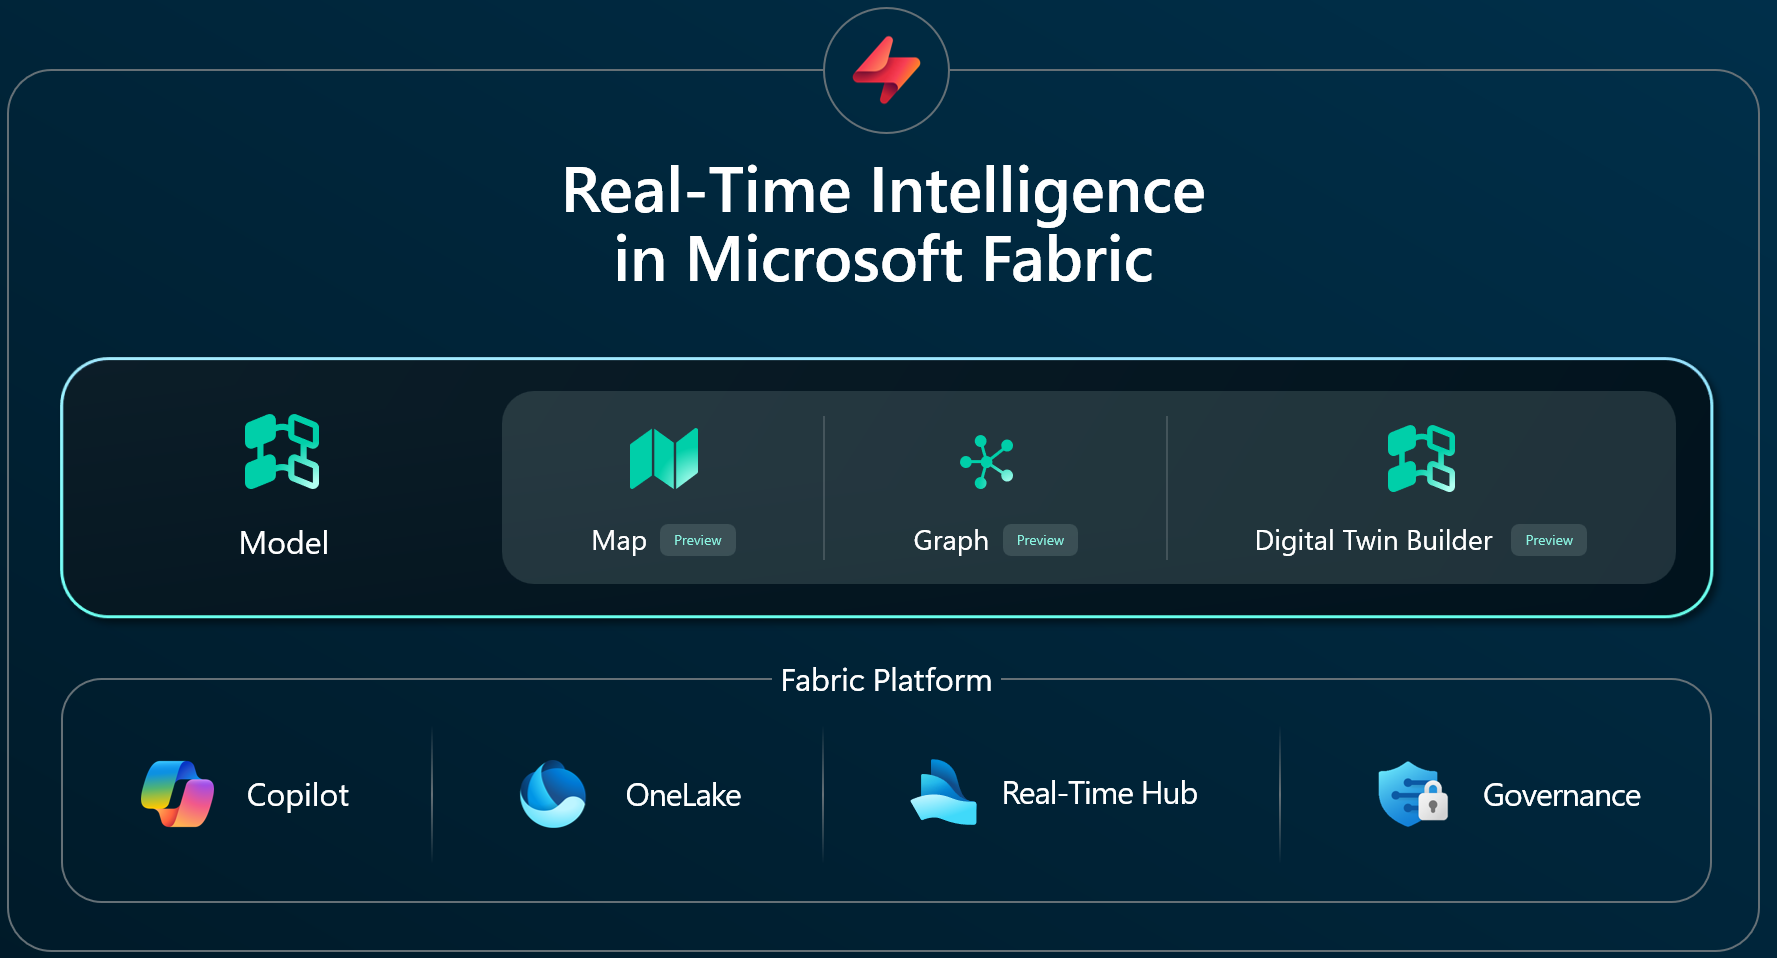 Real-Time Intelligence
in Microsoft Fabric
Model
Map Preview
Graph Preview
Digital Twin Builder Preview
Fabric Platform
Copilot
OneLake
Real-Time Hub
Governance